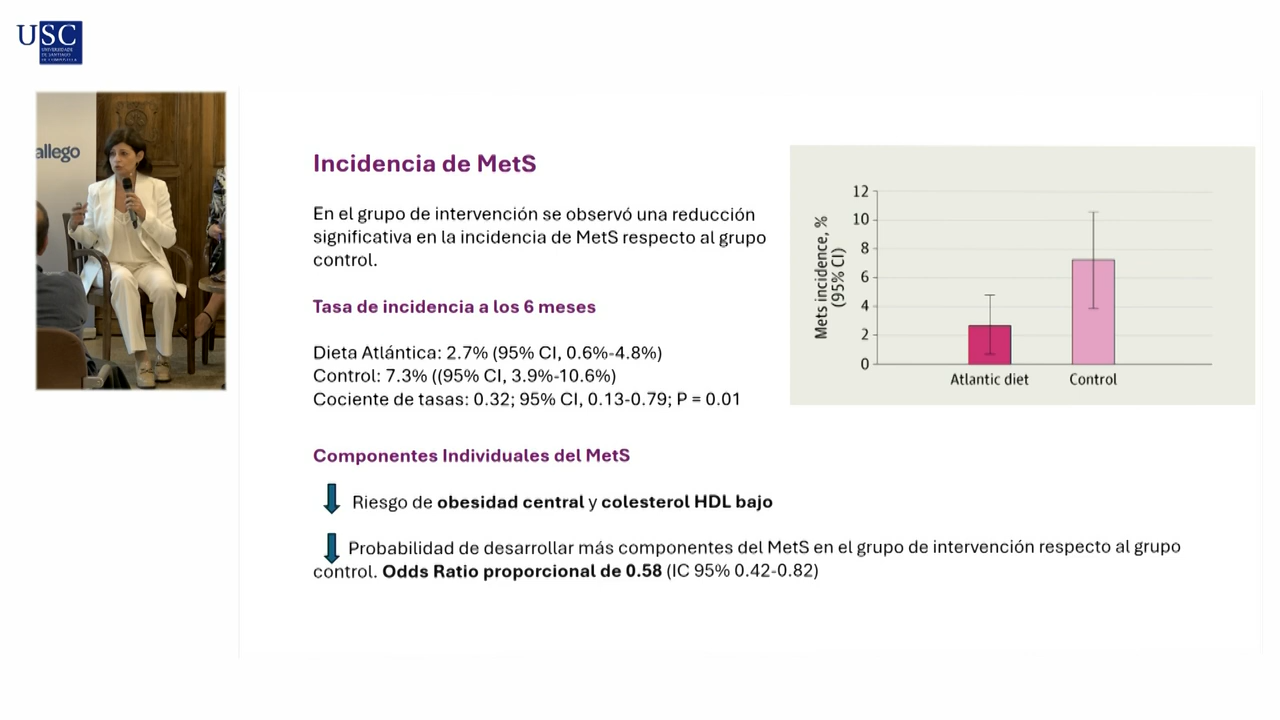 USC
UNIVERSIDADE
DE SANTIAGO
DE COMPOSTELA
allego
Incidencia de MetS
En el grupo de intervención se observó una reducción
significativa en la incidencia de MetS respecto al grupo
control.
Tasa de incidencia a los 6 meses
Dieta Atlántica: 2.7% (95% CI, 0.6%-4.8%)
Control: 7.3% ((95% CI, 3.9%-10.6%)
Cociente de tasas: 0.32; 95% CI, 0.13-0.79; P = 0.01
Mets incidence, %
(95% CI)
12
10
8
6
4
2
0
Atlantic diet Control
Componentes Individuales del MetS
Riesgo de obesidad central y colesterol HDL bajo
Probabilidad de desarrollar más componentes del MetS en el grupo de intervención respecto al grupo
control. Odds Ratio proporcional de 0.58 (IC 95% 0.42-0.82)